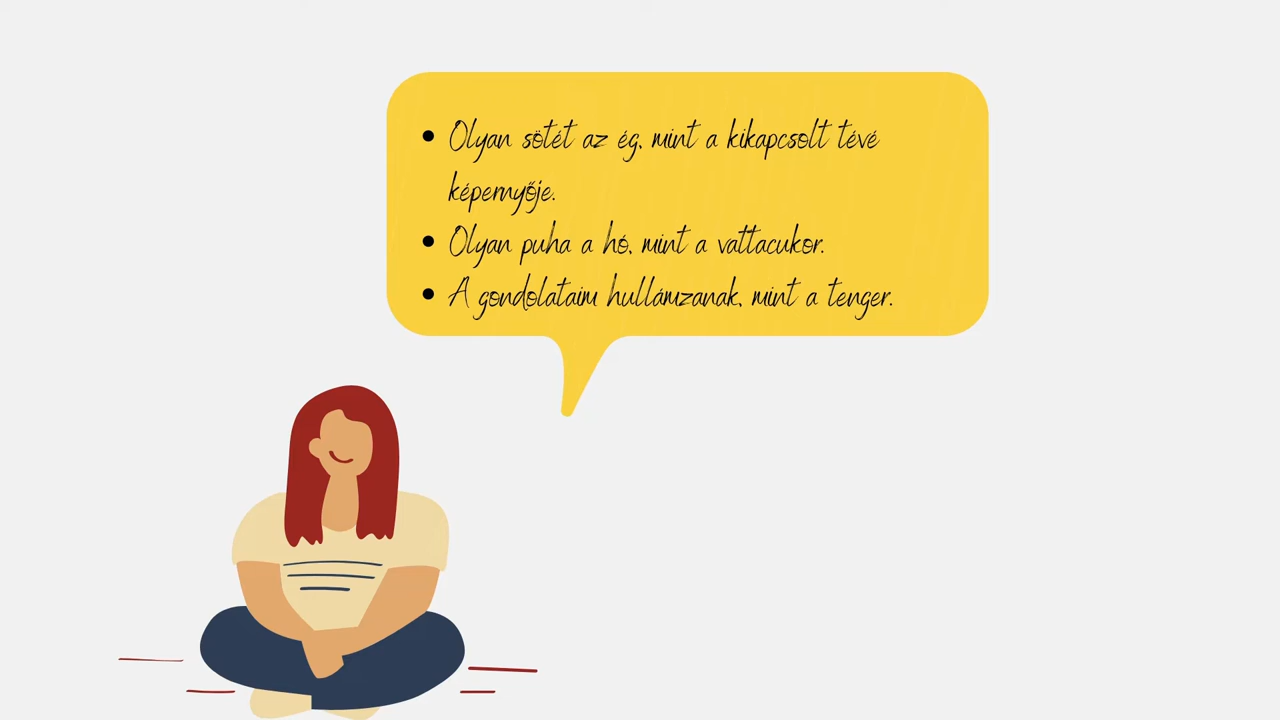 • Olyan sötét az ég, mint a kikapcsolt tévé
képernyője.
• Olyan puha a hó, mint a vattacukor.
• A gondolataim hullámzanak, mint a tenger.